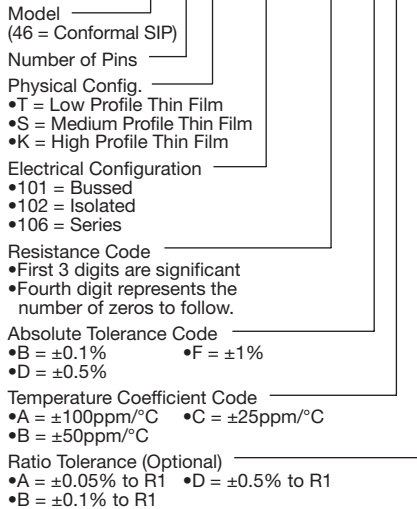 Model
(46 = Conformal SIP)
Number of Pins
Physical Config.
•T = Low Profile Thin Film
•S = Medium Profile Thin Film
•K = High Profile Thin Film
Electrical Configuration
•101 = Bussed
•102 = Isolated
•106 = Series
Resistance Code
•First 3 digits are significant
•Fourth digit represents the
number of zeros to follow.
Absolute Tolerance Code
•B = ±0.1% •F = ±1%
•D = ±0.5%
Temperature Coefficient Code
•A = ±100ppm/°C •C = ±25ppm/°C
•B = ±50ppm/°C
Ratio Tolerance (Optional)
•A = ±0.05% to R1 •D = ±0.5% to R1
•B = ±0.1% to R1